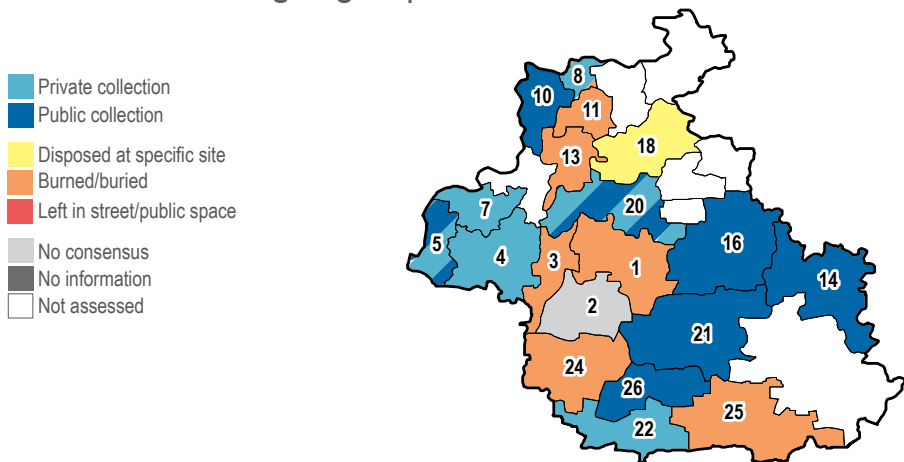 Private collection
Public collection
Disposed at specific site
Burned/buried
Left in street/public space
No consensus
No information
Not assessed
8
10
11
18
13
7
20
5
16
4
3
1
14
2
21
24
26
25
22